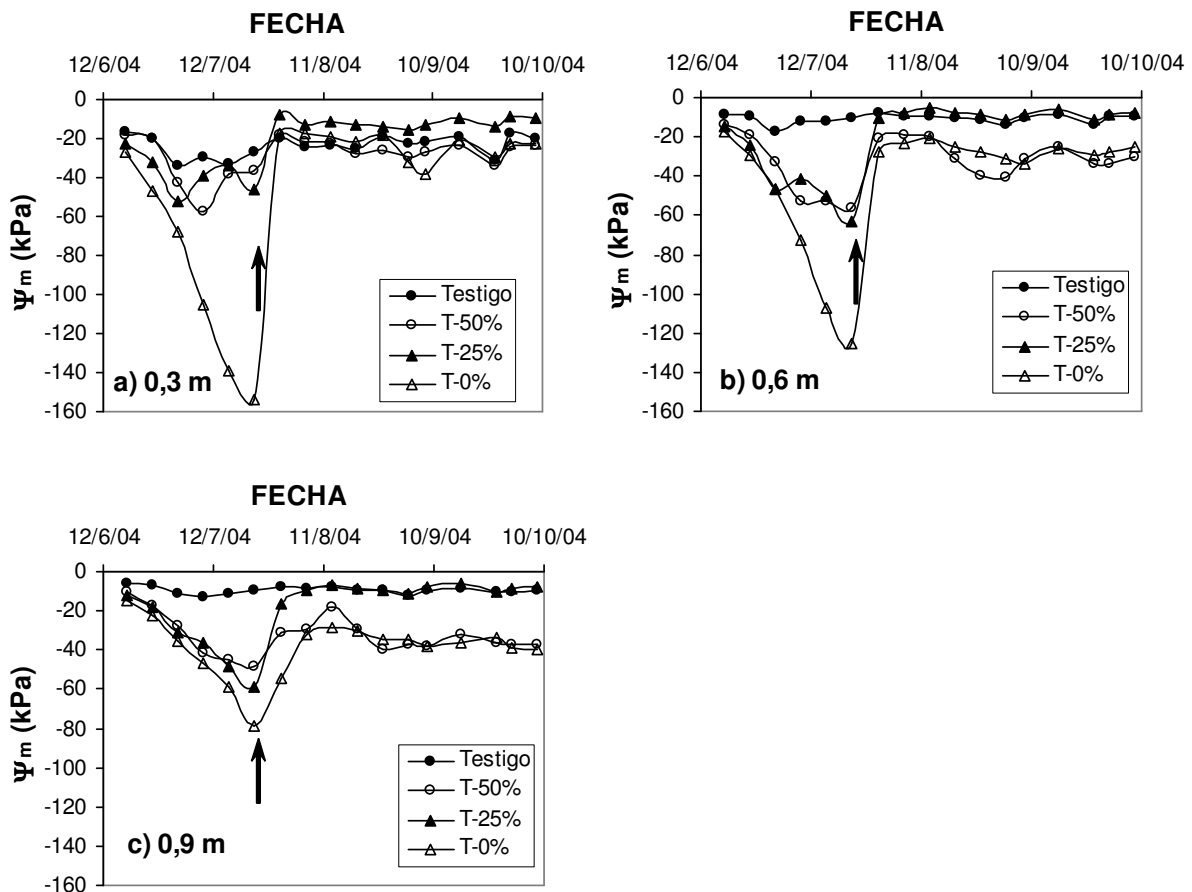 FECHA
12/6/04 12/7/04 11/8/04 10/9/04 10/10/04
0
-20
-40
-60
-80
-100
-120
-140
-160
Ψm (kPa)
Testigo
T-50%
T-25%
T-0%
a) 0,3 m
FECHA
12/6/04 12/7/04 11/8/04 10/9/04 10/10/04
0
-20
-40
-60
-80
-100
-120
-140
-160
Ψm (kPa)
Testigo
T-50%
T-25%
T-0%
b) 0,6 m
FECHA
12/6/04 12/7/04 11/8/04 10/9/04 10/10/04
0
-20
-40
-60
-80
-100
-120
-140
-160
Ψm (kPa)
Testigo
T-50%
T-25%
T-0%
c) 0,9 m